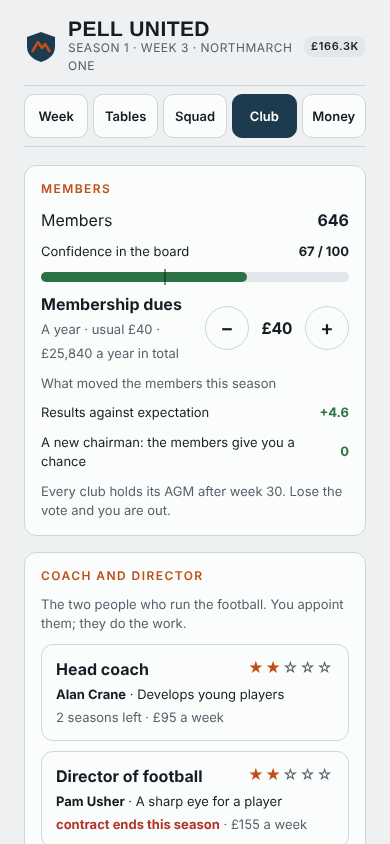 PELL UNITED
SEASON 1 · WEEK 3 · NORTHMARCH
ONE
£166.3K
Week
Tables
Squad
Club
Money
MEMBERS
Members 646
Confidence in the board 67 / 100
Membership dues
A year · usual £40 ·
£25,840 a year in total
− £40 +
What moved the members this season
Results against expectation +4.6
A new chairman: the members give you a
chance
0
Every club holds its AGM after week 30. Lose the
vote and you are out.
COACH AND DIRECTOR
The two people who run the football. You appoint
them; they do the work.
Head coach ★★☆☆☆
Alan Crane · Develops young players
2 seasons left · £95 a week
Director of football ★★☆☆☆
Pam Usher · A sharp eye for a player
contract ends this season · £155 a week